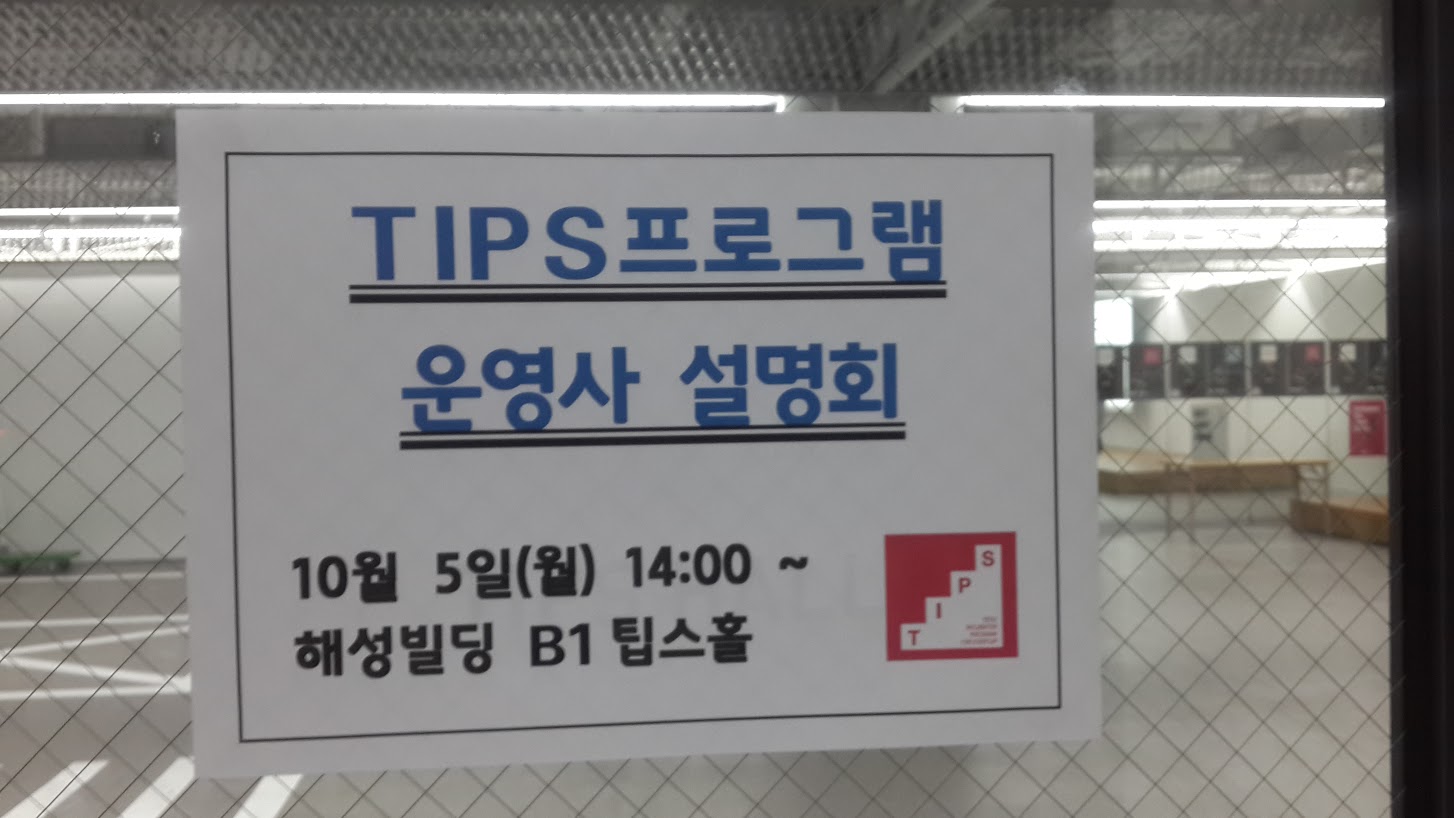 TIPS프로그램
운영사 설명회
10월 5일(월) 14:00 ~
해성빌딩 B1 팁스홀
T I P S